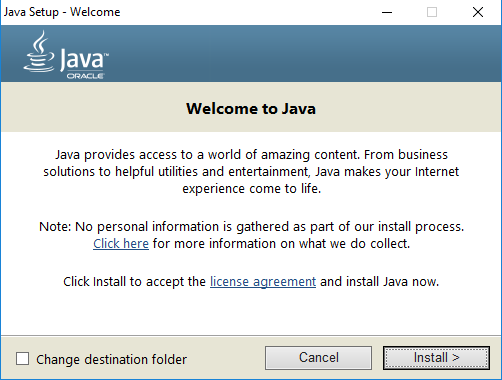 Java Setup - Welcome
Java™
ORACLE
Welcome to Java
Java provides access to a world of amazing content. From business
solutions to helpful utilities and entertainment, Java makes your Internet
experience come to life.
Note: No personal information is gathered as part of our install process.
Click here for more information on what we do collect.
Click Install to accept the license agreement and install Java now.
Change destination folder
Cancel
Install >